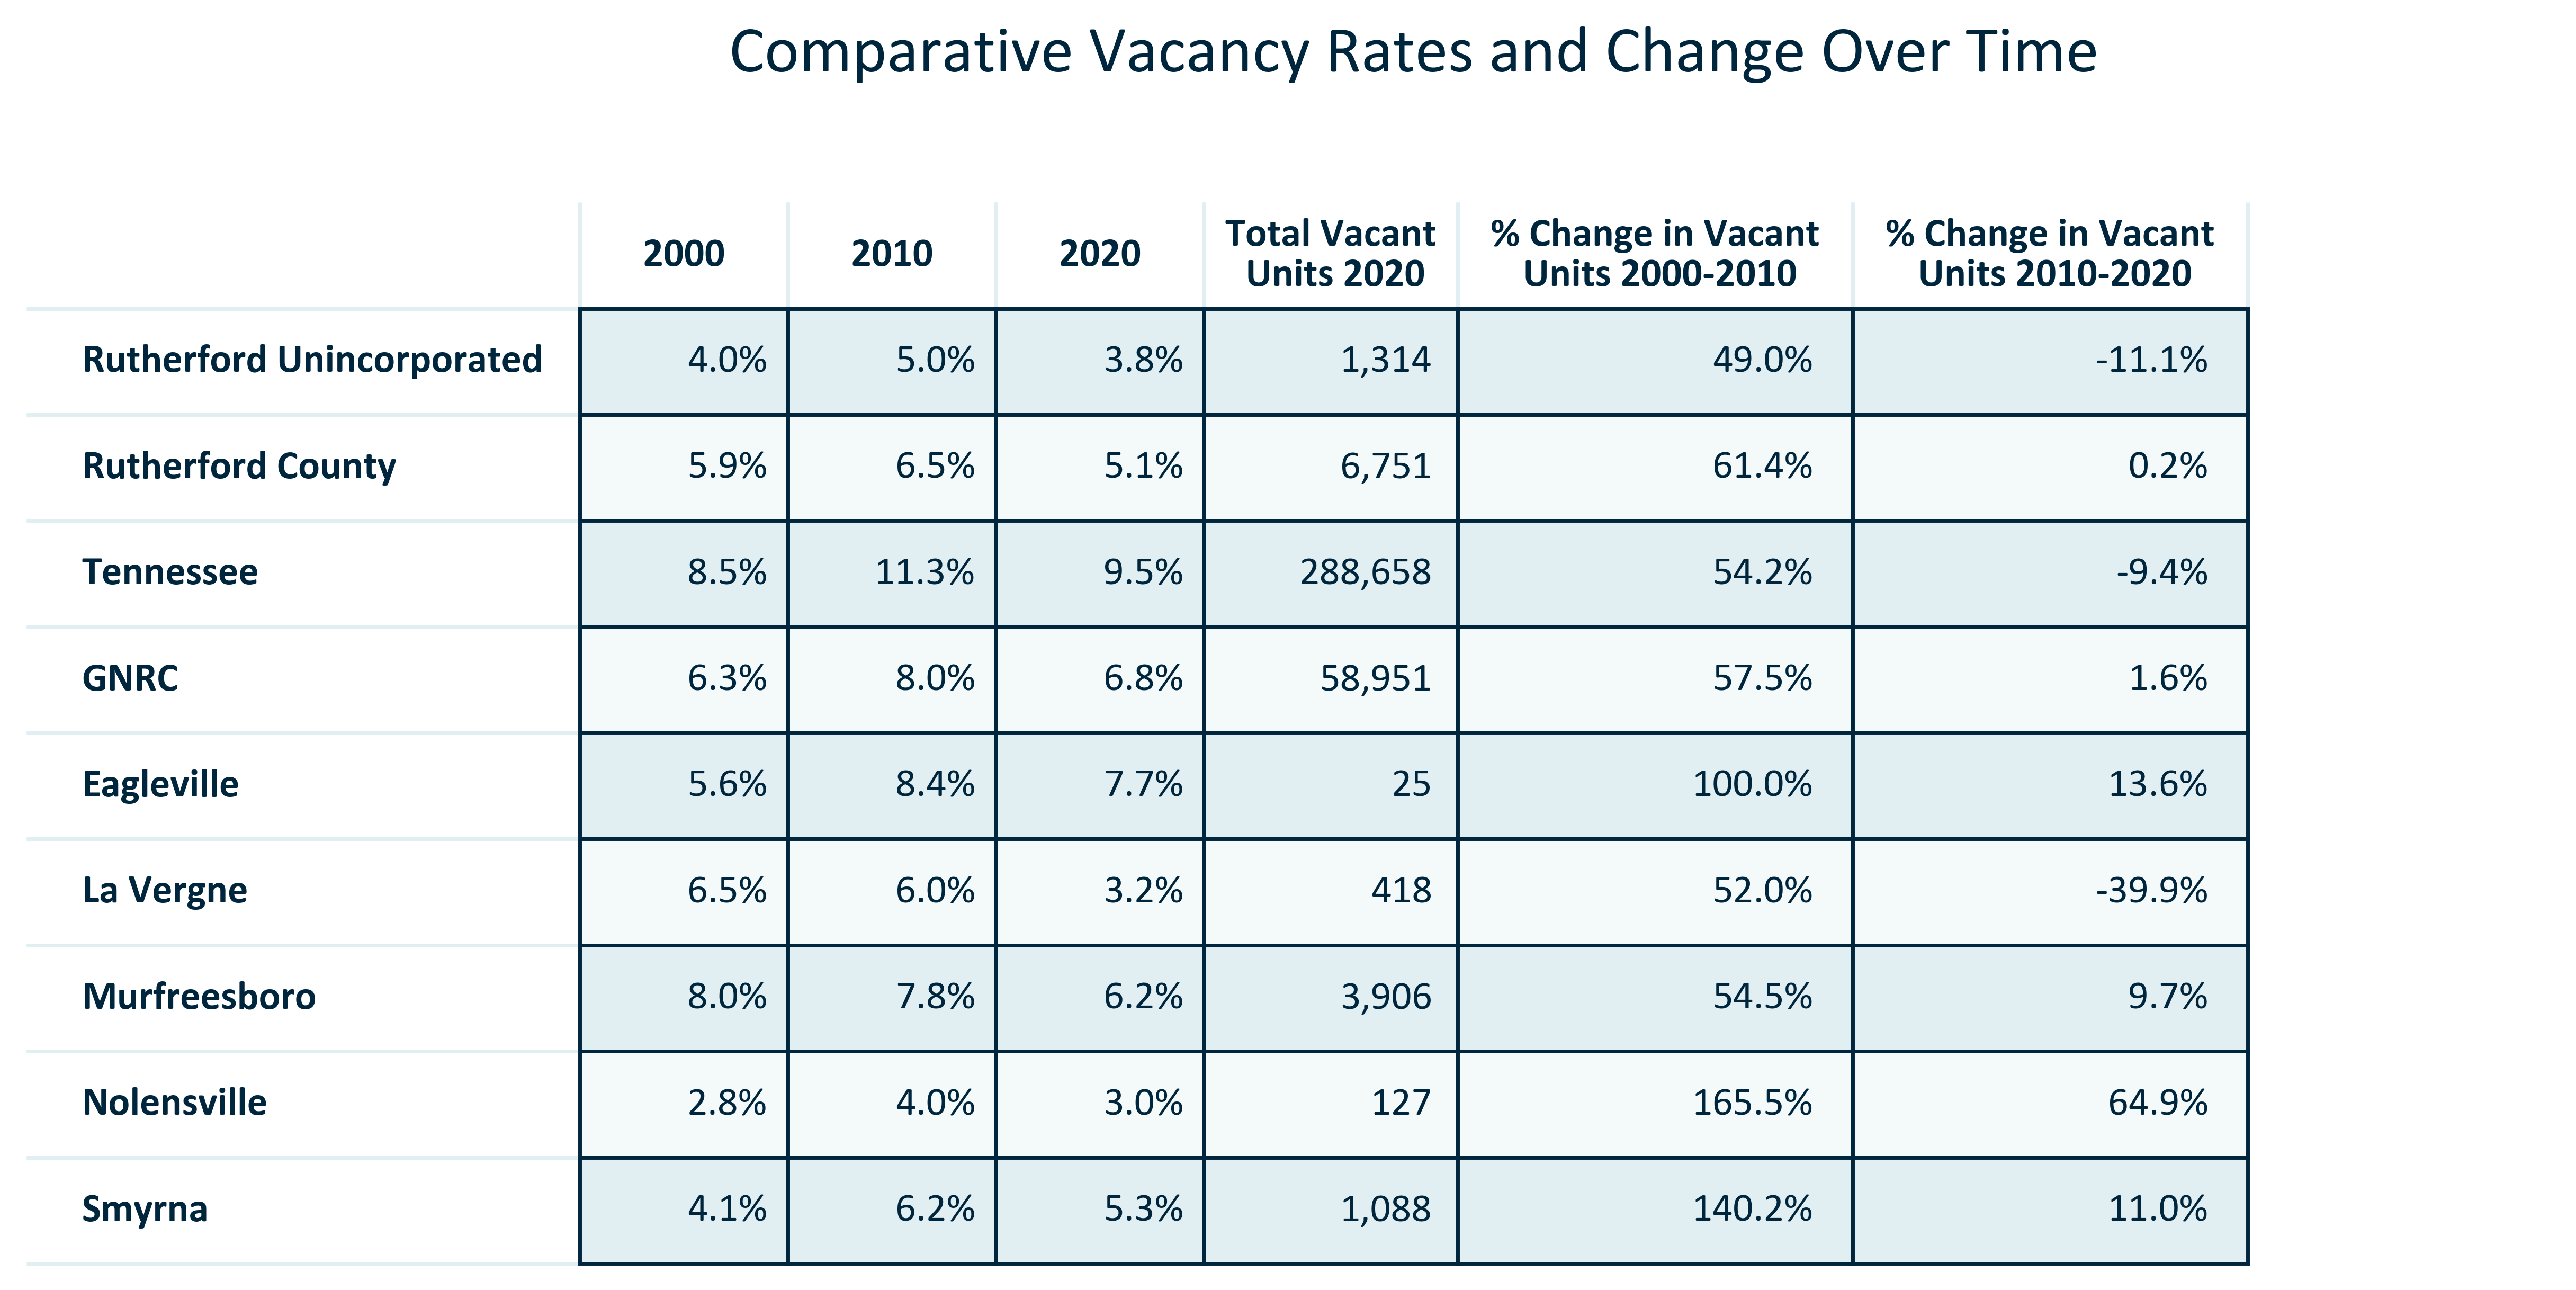 Comparative Vacancy Rates and Change Over Time
2000 2010 2020 Total Vacant Units 2020 % Change in Vacant Units 2000-2010 % Change in Vacant Units 2010-2020
Rutherford Unincorporated 4.0% 5.0% 3.8% 1,314 49.0% -11.1%
Rutherford County 5.9% 6.5% 5.1% 6,751 61.4% 0.2%
Tennessee 8.5% 11.3% 9.5% 288,658 54.2% -9.4%
GNRC 6.3% 8.0% 6.8% 58,951 57.5% 1.6%
Eagleville 5.6% 8.4% 7.7% 25 100.0% 13.6%
La Vergne 6.5% 6.0% 3.2% 418 52.0% -39.9%
Murfreesboro 8.0% 7.8% 6.2% 3,906 54.5% 9.7%
Nolensville 2.8% 4.0% 3.0% 127 165.5% 64.9%
Smyrna 4.1% 6.2% 5.3% 1,088 140.2% 11.0%